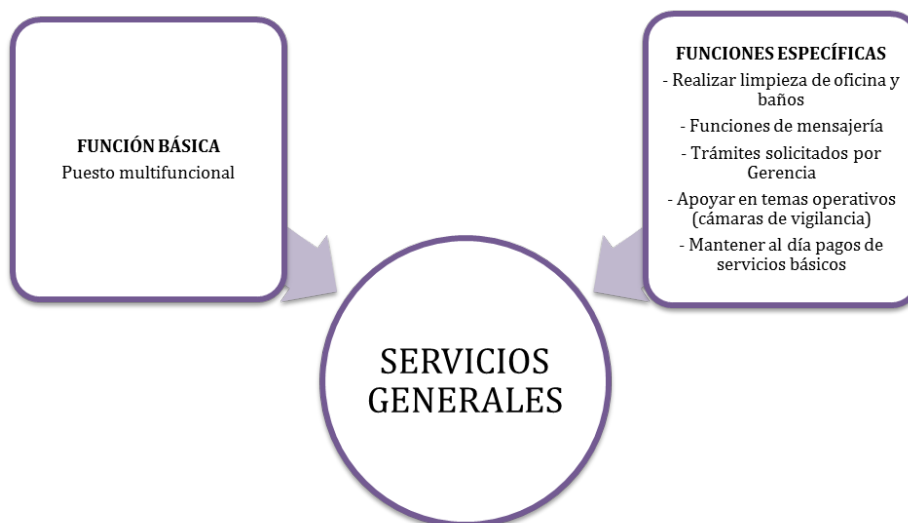 FUNCIÓN BÁSICA
Puesto multifuncional
FUNCIONES ESPECÍFICAS
- Realizar limpieza de oficina y
baños
- Funciones de mensajería
- Trámites solicitados por
Gerencia
- Apoyar en temas operativos
(cámaras de vigilancia)
- Mantener al día pagos de
servicios básicos
SERVICIOS
GENERALES